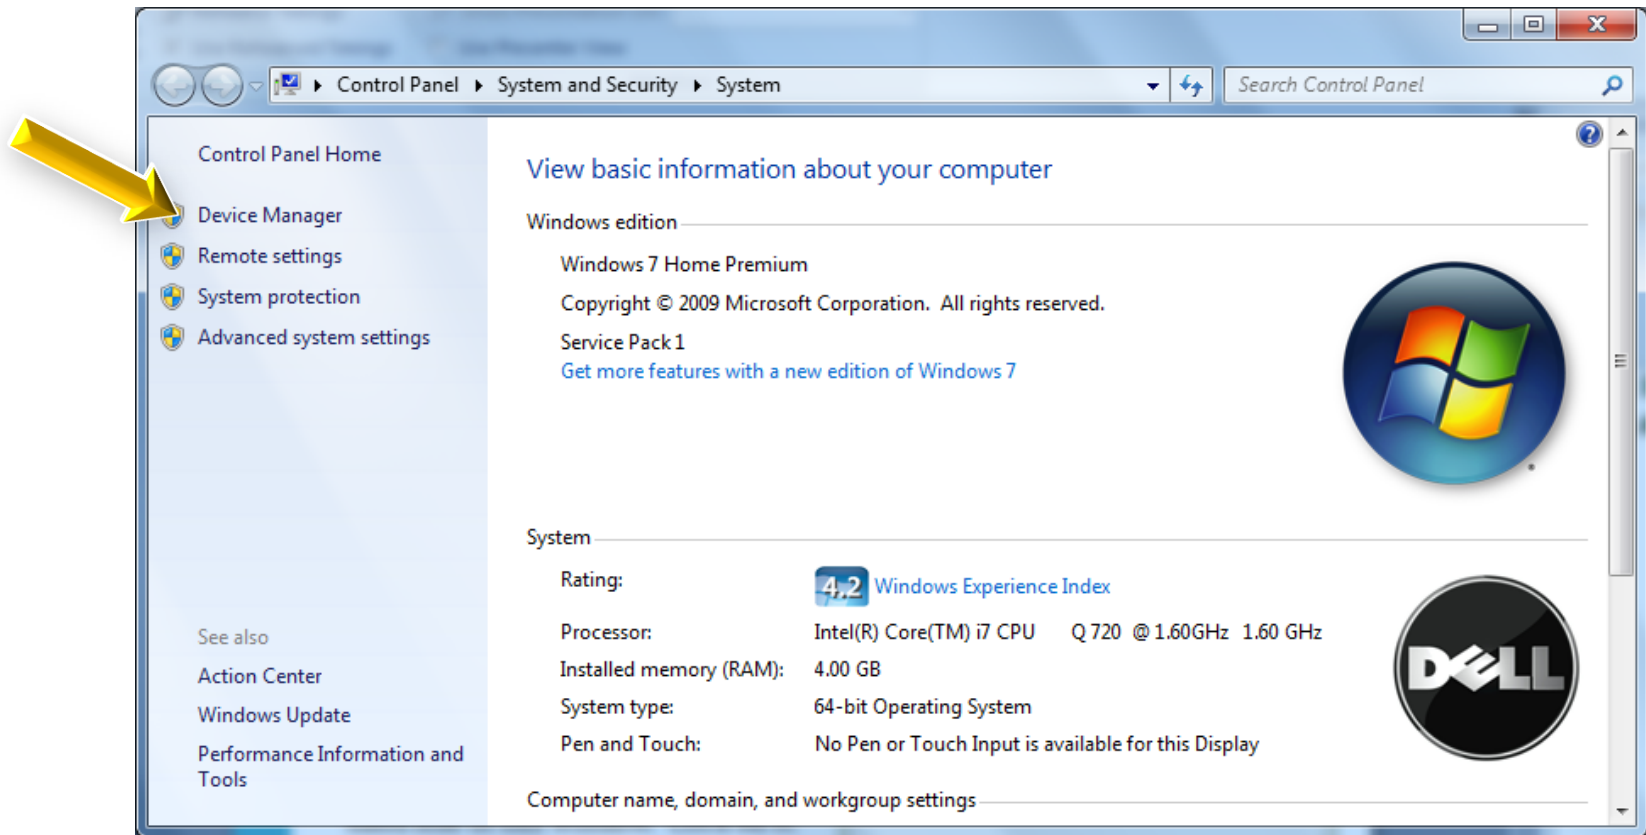 Control Panel ▸ System and Security ▸ System
Search Control Panel
Control Panel Home
Device Manager
Remote settings
System protection
Advanced system settings
See also
Action Center
Windows Update
Performance Information and
Tools
View basic information about your computer
Windows edition
Windows 7 Home Premium
Copyright © 2009 Microsoft Corporation. All rights reserved.
Service Pack 1
Get more features with a new edition of Windows 7
System
Rating: 4.2 Windows Experience Index
Processor: Intel(R) Core(TM) i7 CPU Q 720 @ 1.60GHz 1.60 GHz
Installed memory (RAM): 4.00 GB
System type: 64-bit Operating System
Pen and Touch: No Pen or Touch Input is available for this Display
DELL
Computer name, domain, and workgroup settings